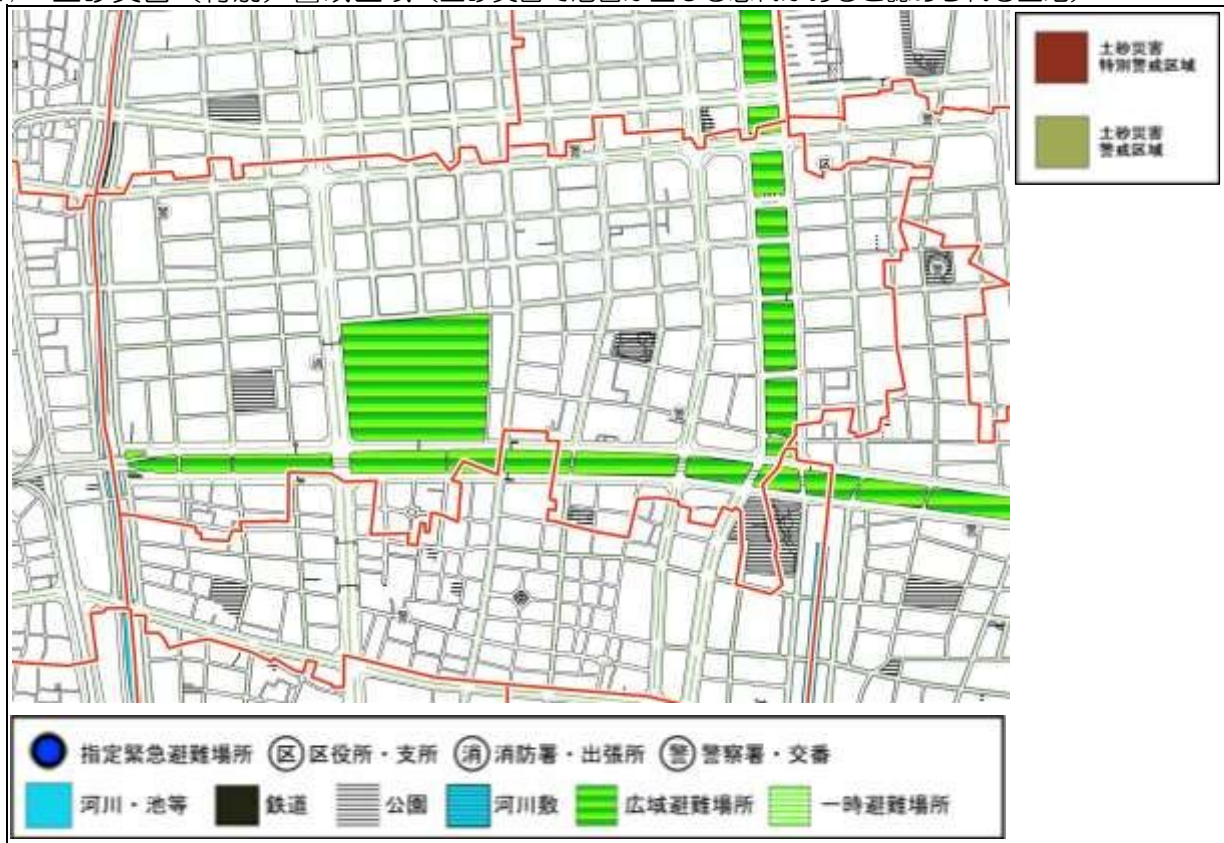 土砂災害（特別）警戒区域（土砂災害で危害が生じる恐れがあると認められる土地）
土砂災害
特別警戒区域
土砂災害
警戒区域
区
指定緊急避難場所 区 区役所・支所 消 消防署・出張所 警 警察署・交番
河川・池等 鉄道 公園 河川敷 広域避難場所 一時避難場所